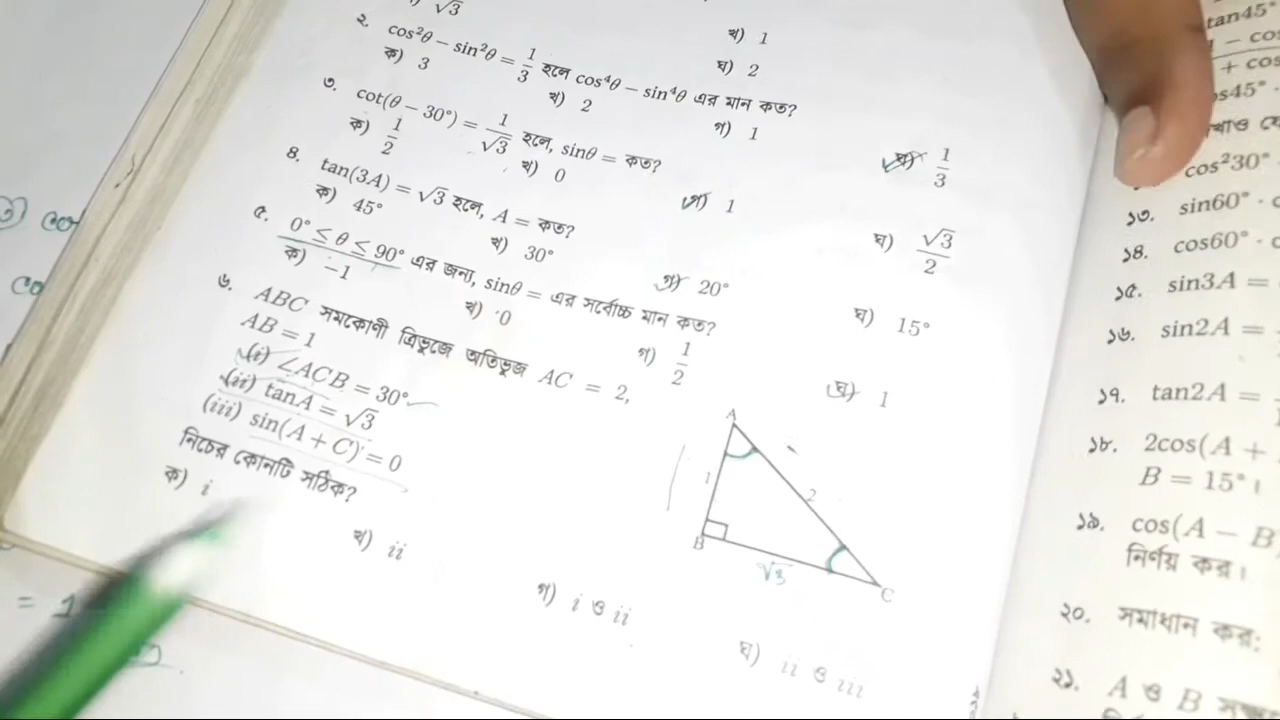 √3
খ) 1
ঘ) 2
২. cos²θ − sin²θ = 1/3 হলে cos⁴θ − sin⁴θ এর মান কত?
ক) 3
খ) 2
গ) 1
ঘ) 1/3
৩. cot(θ − 30°) = 1/√3 হলে, sinθ = কত?
ক) 1/2
খ) 0
গ) 1
ঘ) √3/2
৪. tan(3A) = √3 হলে, A = কত?
ক) 45°
খ) 30°
গ) 20°
ঘ) 15°
৫. 0° ≤ θ ≤ 90° এর জন্য, sinθ = এর সর্বোচ্চ মান কত?
ক) −1
খ) 0
গ) 1/2
ঘ) 1
৬. ABC সমকোণী ত্রিভুজে অতিভুজ AC = 2,
AB = 1
(i) ∠ACB = 30°
(ii) tanA = √3
(iii) sin(A + C) = 0
নিচের কোনটি সঠিক?
ক) i
খ) ii
গ) i ও ii
ঘ) ii ও iii
A
1
2
B
√3
C
tan45°
cos²30°
১৩. sin60°
১৪. cos60°
১৫. sin3A =
১৬. sin2A =
১৭. tan2A =
১৮. 2cos(A +
B = 15°।
১৯. cos(A − B
নির্ণয় কর।
২০. সমাধান কর:
২১. A ও B